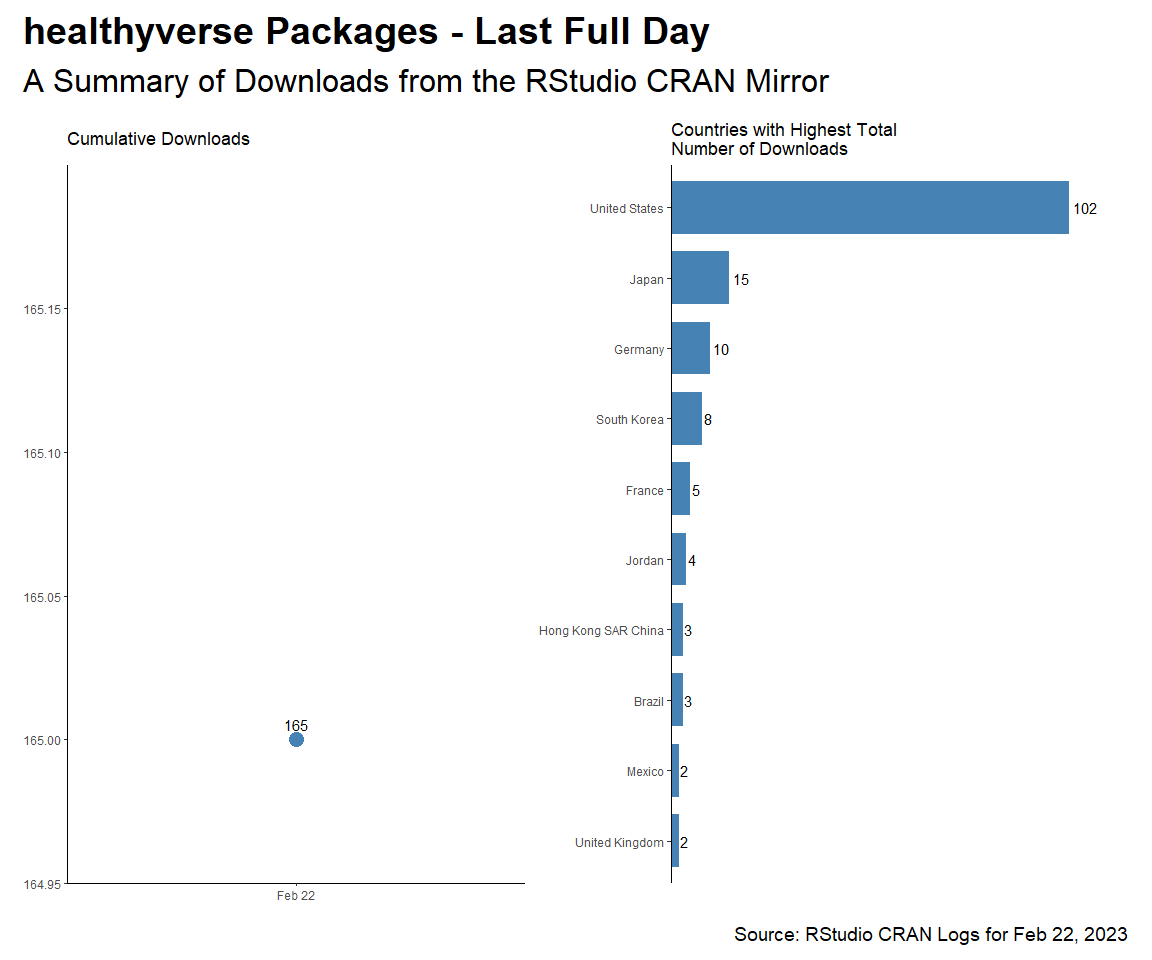 healthyverse Packages - Last Full Day
A Summary of Downloads from the RStudio CRAN Mirror
Cumulative Downloads
165.15
165.10
165.05
165.00
164.95
165
Feb 22
Countries with Highest Total
Number of Downloads
United States 102
Japan 15
Germany 10
South Korea 8
France 5
Jordan 4
Hong Kong SAR China 3
Brazil 3
Mexico 2
United Kingdom 2
Source: RStudio CRAN Logs for Feb 22, 2023